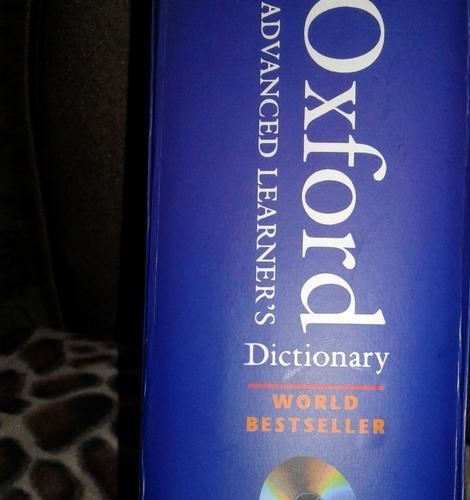 Oxford
ADVANCED LEARNER'S
Dictionary
WORLD
BESTSELLER